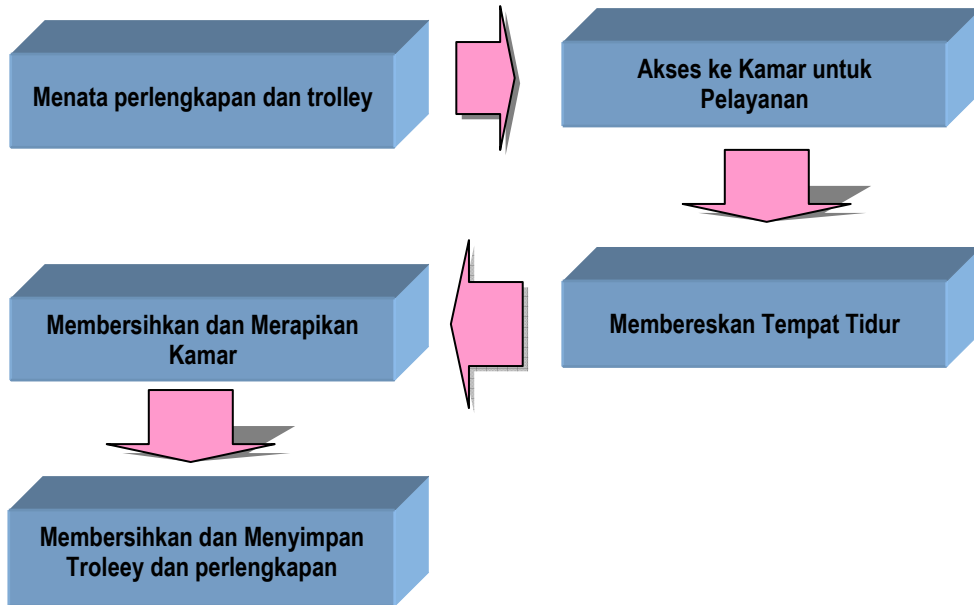 Menata perlengkapan dan trolley
Akses ke Kamar untuk
Pelayanan
Membereskan Tempat Tidur
Membersihkan dan Merapikan
Kamar
Membersihkan dan Menyimpan
Troleey dan perlengkapan